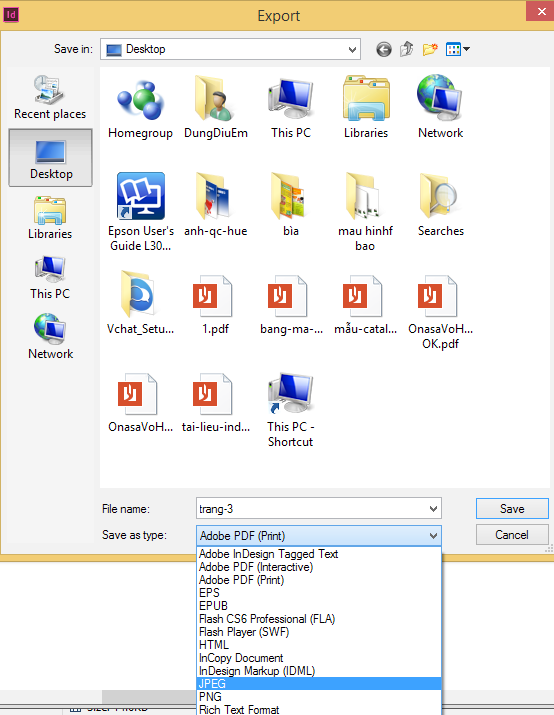 Id
Export
Save in:
Desktop
Recent places
Desktop
Libraries
This PC
Network
Homegroup
DungDiuEm
This PC
Libraries
Network
Epson User's
Guide L30...
anh-qc-hue
bìa
mau hinhf
bao
Searches
Vchat_Setu...
1.pdf
bang-ma-...
mẫu-catal...
OnasaVoH...
OK.pdf
OnasaVoH...
tai-lieu-ind...
This PC -
Shortcut
File name:
trang-3
Save
Save as type:
Adobe PDF (Print)
Cancel
Adobe InDesign Tagged Text
Adobe PDF (Interactive)
Adobe PDF (Print)
EPS
EPUB
Flash CS6 Professional (FLA)
Flash Player (SWF)
HTML
InCopy Document
InDesign Markup (IDML)
JPEG
PNG
Rich Text Format